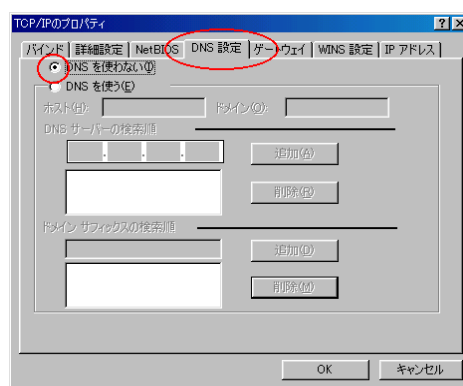 TCP/IPのプロパティ
バインド 詳細設定 NetBIOS DNS 設定 ゲートウェイ WINS 設定 IP アドレス
DNS を使わない(I)
DNS を使う(E)
ホスト(H): ドメイン(O):
DNS サーバーの検索順
追加(A)
削除(R)
ドメイン サフィックスの検索順
追加(D)
削除(M)
OK キャンセル